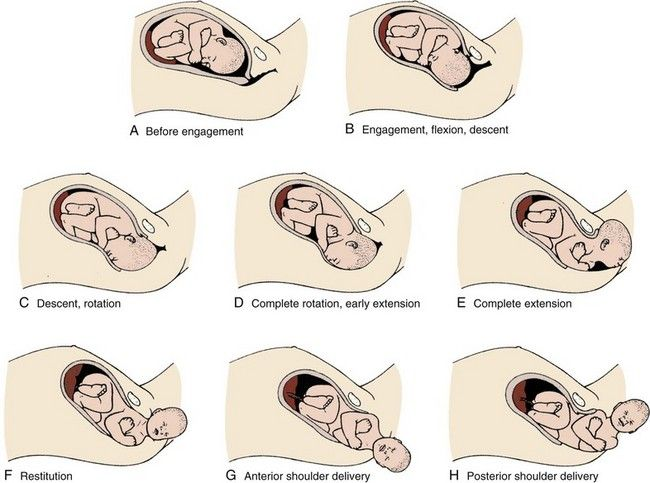 A Before engagement
B Engagement, flexion, descent
C Descent, rotation
D Complete rotation, early extension
E Complete extension
F Restitution
G Anterior shoulder delivery
H Posterior shoulder delivery